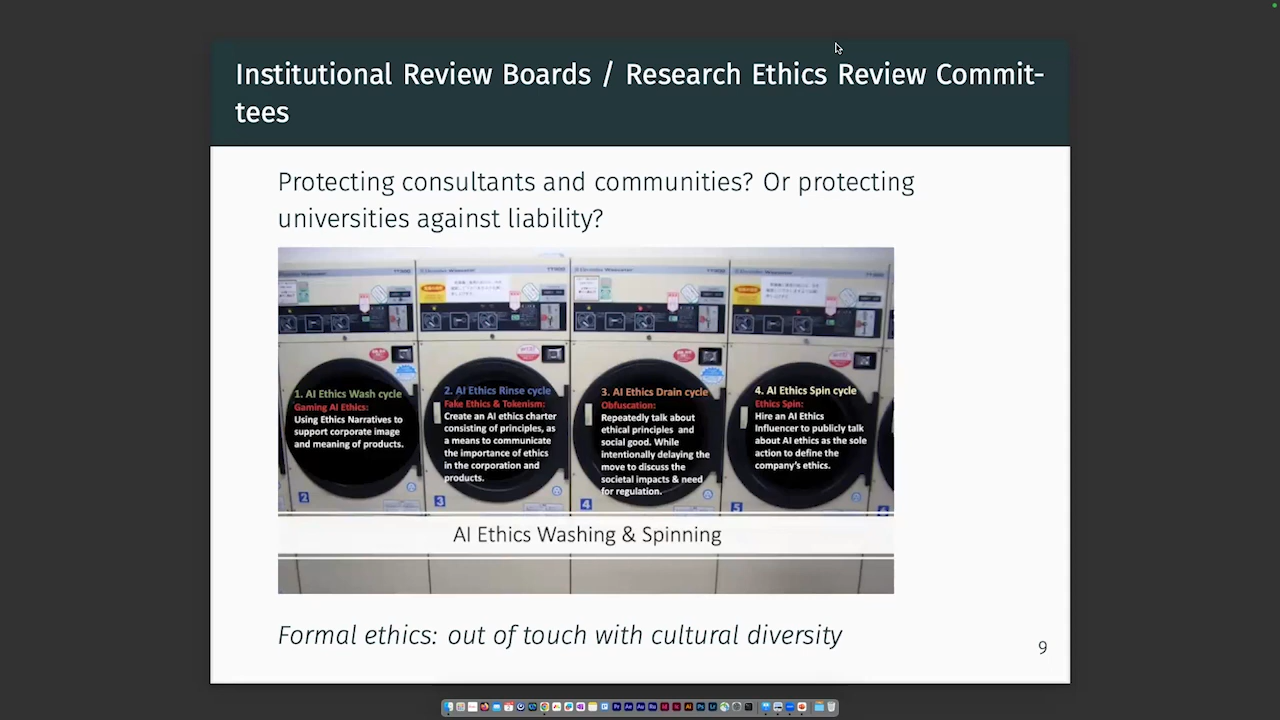 Institutional Review Boards / Research Ethics Review Commit-
tees
Protecting consultants and communities? Or protecting
universities against liability?
1. AI Ethics Wash cycle
Gaming AI Ethics:
Using Ethics Narratives to
support corporate image
and meaning of products.
2
2. AI Ethics Rinse cycle
Fake Ethics & Tokenism:
Create an AI ethics charter
consisting of principles, as
a means to communicate
the importance of ethics
in the corporation and
products.
3
3. AI Ethics Drain cycle
Obfuscation:
Repeatedly talk about
ethical principles and
social good. While
intentionally delaying the
move to discuss the
societal impacts & need
for regulation.
4
4. AI Ethics Spin cycle
Ethics Spin:
Hire an AI Ethics
Influencer to publicly talk
about AI ethics as the sole
action to define the
company's ethics.
5
AI Ethics Washing & Spinning
Formal ethics: out of touch with cultural diversity
9